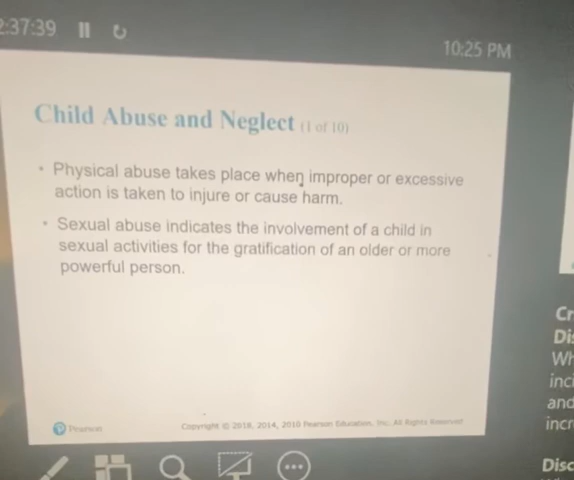 2:37:39
10:25 PM
Child Abuse and Neglect (1 of 10)
• Physical abuse takes place when improper or excessive
action is taken to injure or cause harm.
• Sexual abuse indicates the involvement of a child in
sexual activities for the gratification of an older or more
powerful person.
Pearson
Copyright © 2018, 2014, 2010 Pearson Education, Inc. All Rights Reserved
and
Disc